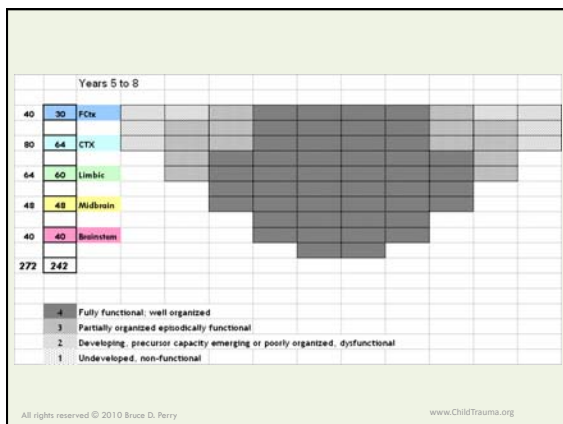 Years 5 to 8
40 30 FCtx
80 64 CTX
64 60 Limbic
48 48 Midbrain
40 40 Brainstem
272 242
4 Fully functional; well organized
3 Partially organized episodically functional
2 Developing, precursor capacity emerging or poorly organized, dysfunctional
1 Undeveloped, non-functional
All rights reserved © 2010 Bruce D. Perry
www.ChildTrauma.org